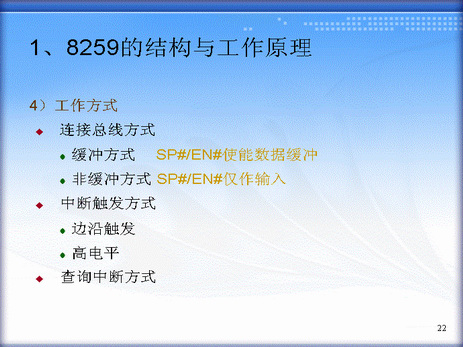 1、8259的结构与工作原理
4）工作方式
连接总线方式
缓冲方式 SP#/EN#使能数据缓冲
非缓冲方式 SP#/EN#仅作输入
中断触发方式
边沿触发
高电平
查询中断方式
22